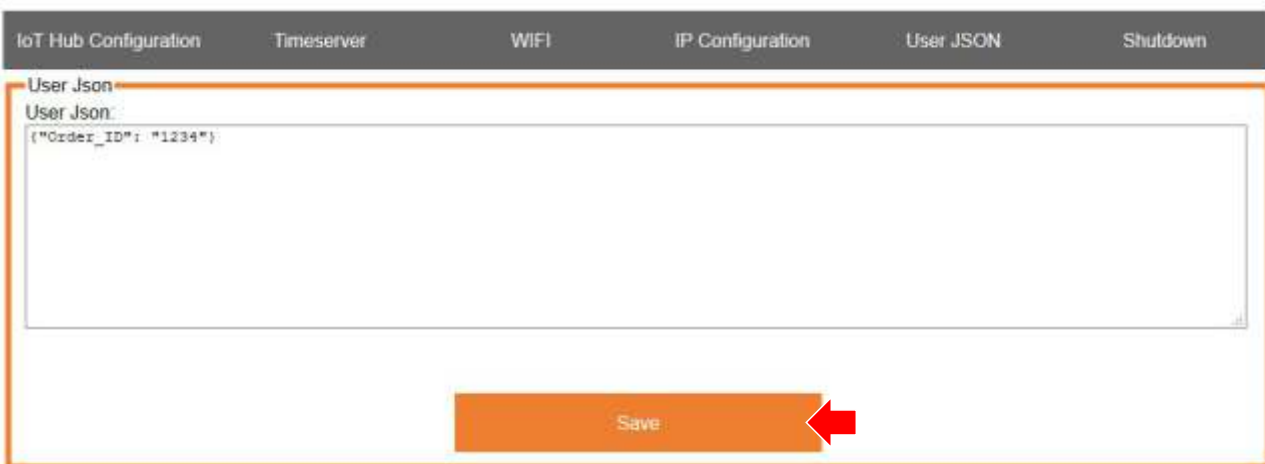 IoT Hub Configuration Timeserver WIFI IP Configuration User JSON Shutdown
User Json
User Json:
{"Order_ID": "1234"}
Save